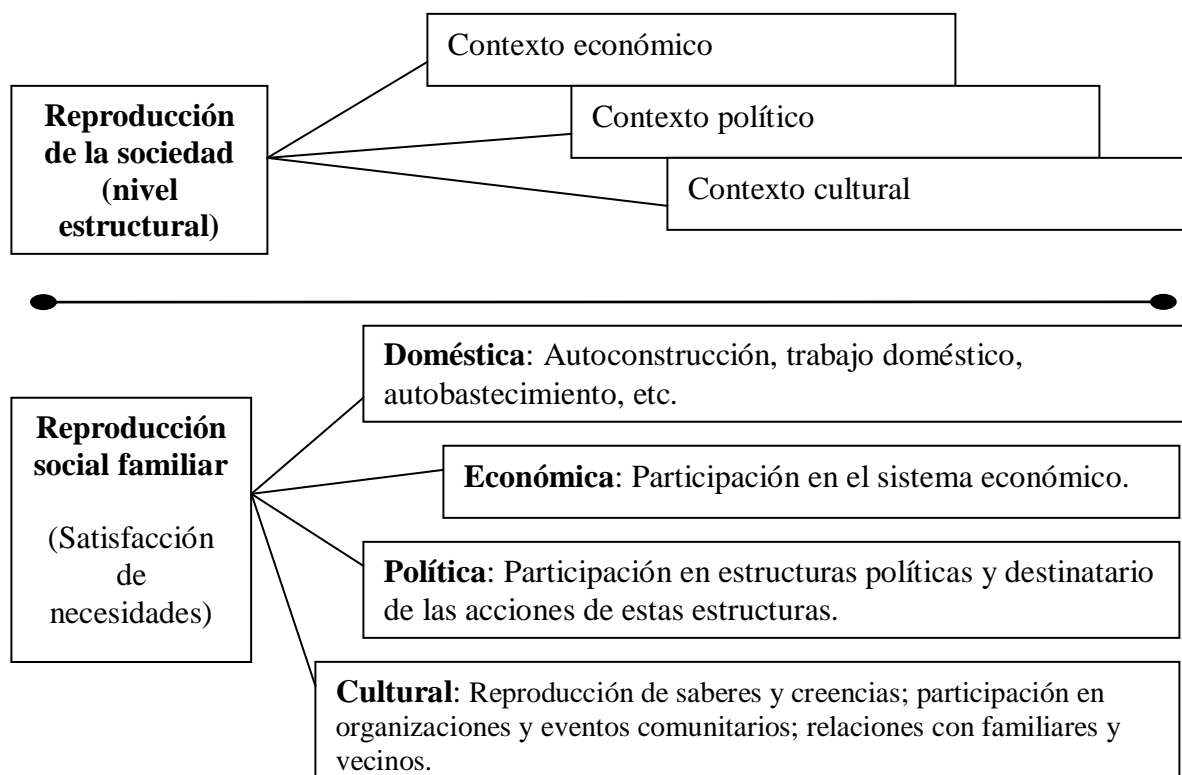 Contexto económico
Reproducción
de la sociedad
(nivel
estructural)
Contexto político
Contexto cultural
Doméstica: Autoconstrucción, trabajo doméstico,
autobastecimiento, etc.
Reproducción
social familiar
(Satisfacción
de
necesidades)
Económica: Participación en el sistema económico.
Política: Participación en estructuras políticas y destinatario
de las acciones de estas estructuras.
Cultural: Reproducción de saberes y creencias; participación en
organizaciones y eventos comunitarios; relaciones con familiares y
vecinos.